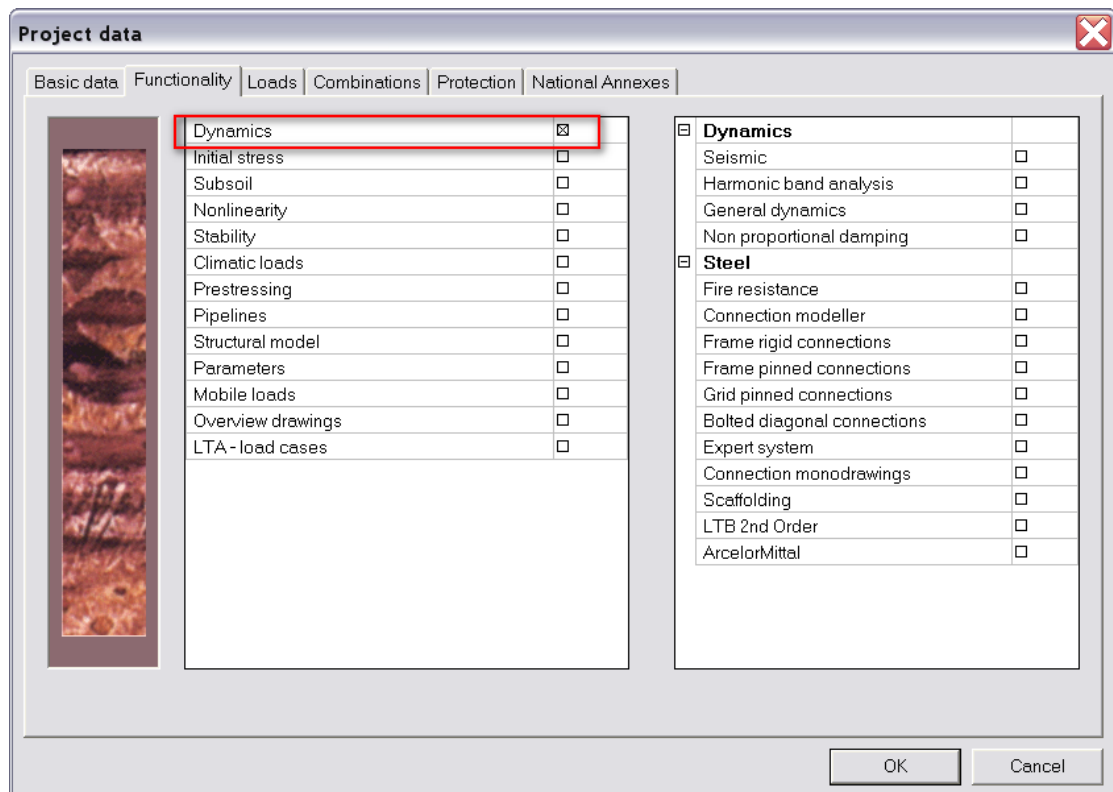 Project data
Basic data Functionality Loads Combinations Protection National Annexes
Dynamics
Initial stress
Subsoil
Nonlinearity
Stability
Climatic loads
Prestressing
Pipelines
Structural model
Parameters
Mobile loads
Overview drawings
LTA - load cases
Dynamics
Seismic
Harmonic band analysis
General dynamics
Non proportional damping
Steel
Fire resistance
Connection modeller
Frame rigid connections
Frame pinned connections
Grid pinned connections
Bolted diagonal connections
Expert system
Connection monodrawings
Scaffolding
LTB 2nd Order
ArcelorMittal
OK Cancel